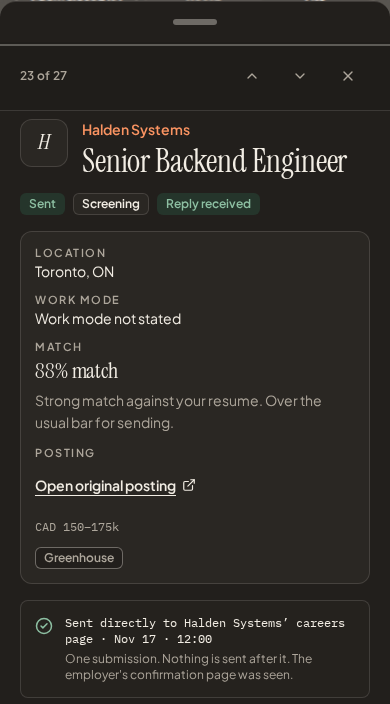 23 of 27
H
Halden Systems
Senior Backend Engineer
Sent
Screening
Reply received
LOCATION
Toronto, ON
WORK MODE
Work mode not stated
MATCH
88% match
Strong match against your resume. Over the
usual bar for sending.
POSTING
Open original posting
CAD 150–175k
Greenhouse
Sent directly to Halden Systems’ careers
page · Nov 17 · 12:00
One submission. Nothing is sent after it. The
employer's confirmation page was seen.